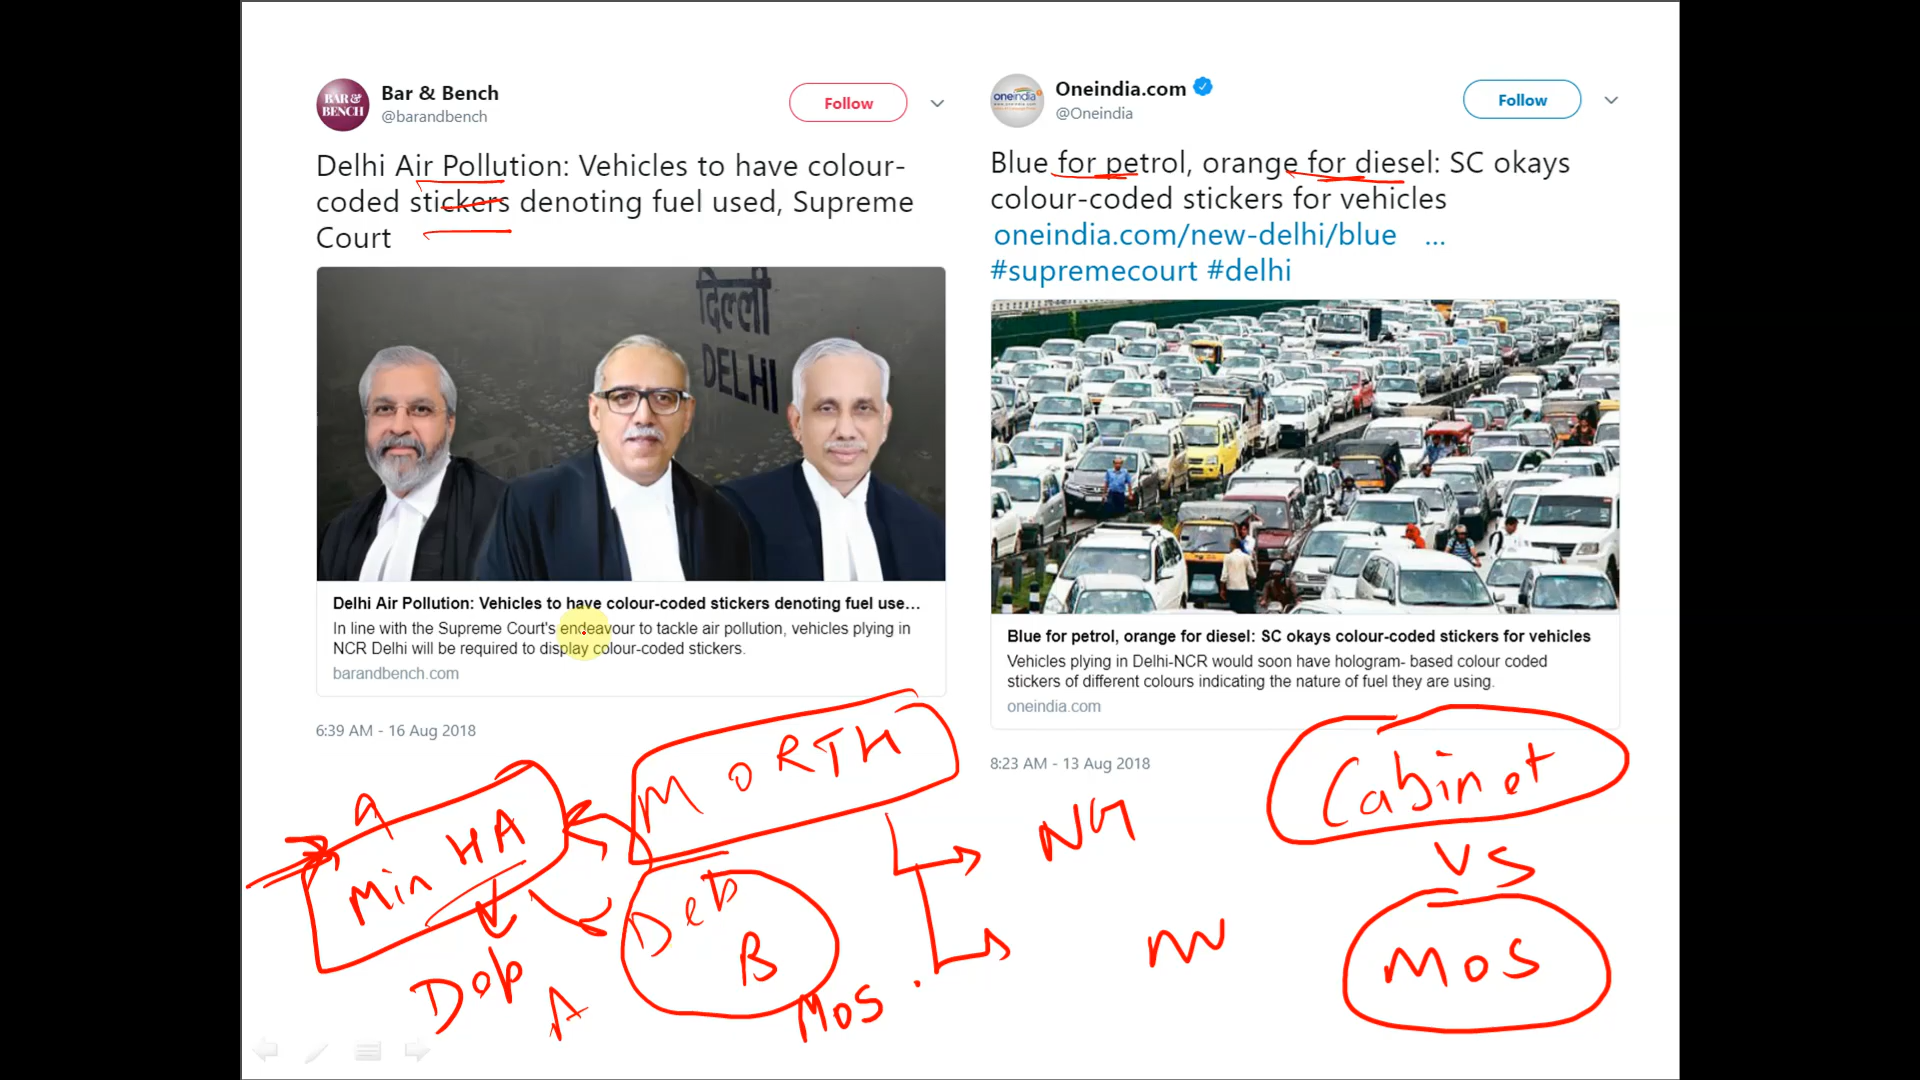 BAR &
BENCH
Bar & Bench
@barandbench
Follow
Delhi Air Pollution: Vehicles to have colour-
coded stickers denoting fuel used, Supreme
Court
दिल्ली
DELHI
Delhi Air Pollution: Vehicles to have colour-coded stickers denoting fuel use...
In line with the Supreme Court's endeavour to tackle air pollution, vehicles plying in
NCR Delhi will be required to display colour-coded stickers.
barandbench.com
6:39 AM - 16 Aug 2018
oneindia
Oneindia.com
@Oneindia
Follow
Blue for petrol, orange for diesel: SC okays
colour-coded stickers for vehicles
oneindia.com/new-delhi/blue ...
#supremecourt #delhi
Blue for petrol, orange for diesel: SC okays colour-coded stickers for vehicles
Vehicles plying in Delhi-NCR would soon have hologram- based colour coded
stickers of different colours indicating the nature of fuel they are using.
oneindia.com
8:23 AM - 13 Aug 2018
MORTH
Min HA
Dep
B
Dep
A
MoS
NG
Cabinet
VS
MoS